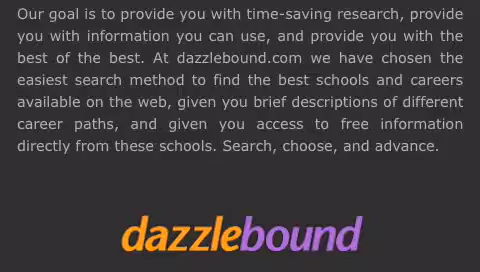 Our goal is to provide you with time-saving research, provide
you with information you can use, and provide you with the
best of the best. At dazzlebound.com we have chosen the
easiest search method to find the best schools and careers
available on the web, given you brief descriptions of different
career paths, and given you access to free information
directly from these schools. Search, choose, and advance.
dazzlebound